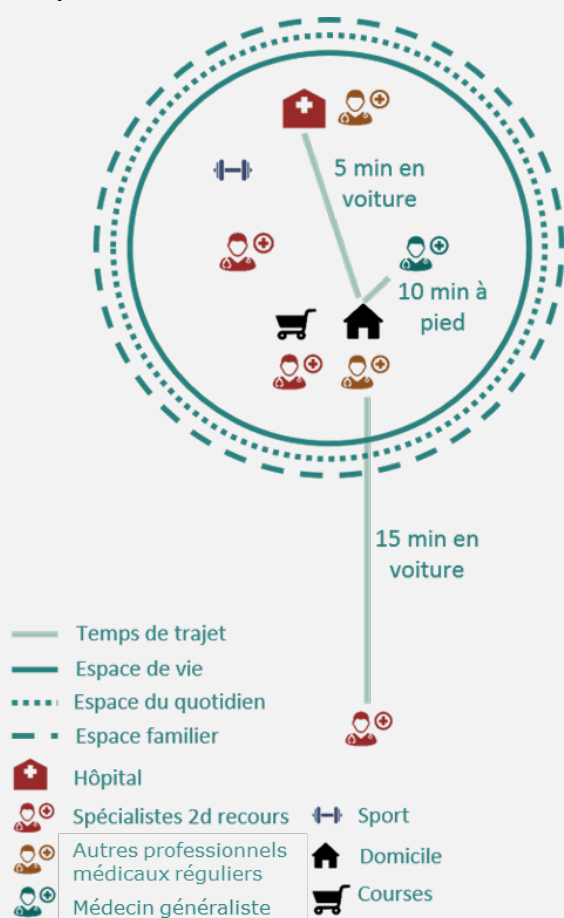 5 min en
voiture
10 min à
pied
15 min en
voiture
Temps de trajet
Espace de vie
Espace du quotidien
Espace familier
Hôpital
Spécialistes 2d recours
Autres professionnels
médicaux réguliers
Médecin généraliste
Sport
Domicile
Courses